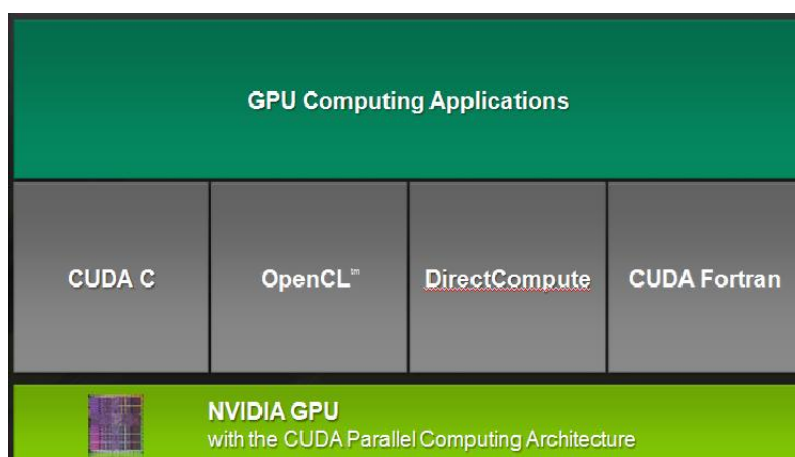 GPU Computing Applications
CUDA C
OpenCL™
DirectCompute
CUDA Fortran
NVIDIA GPU
with the CUDA Parallel Computing Architecture